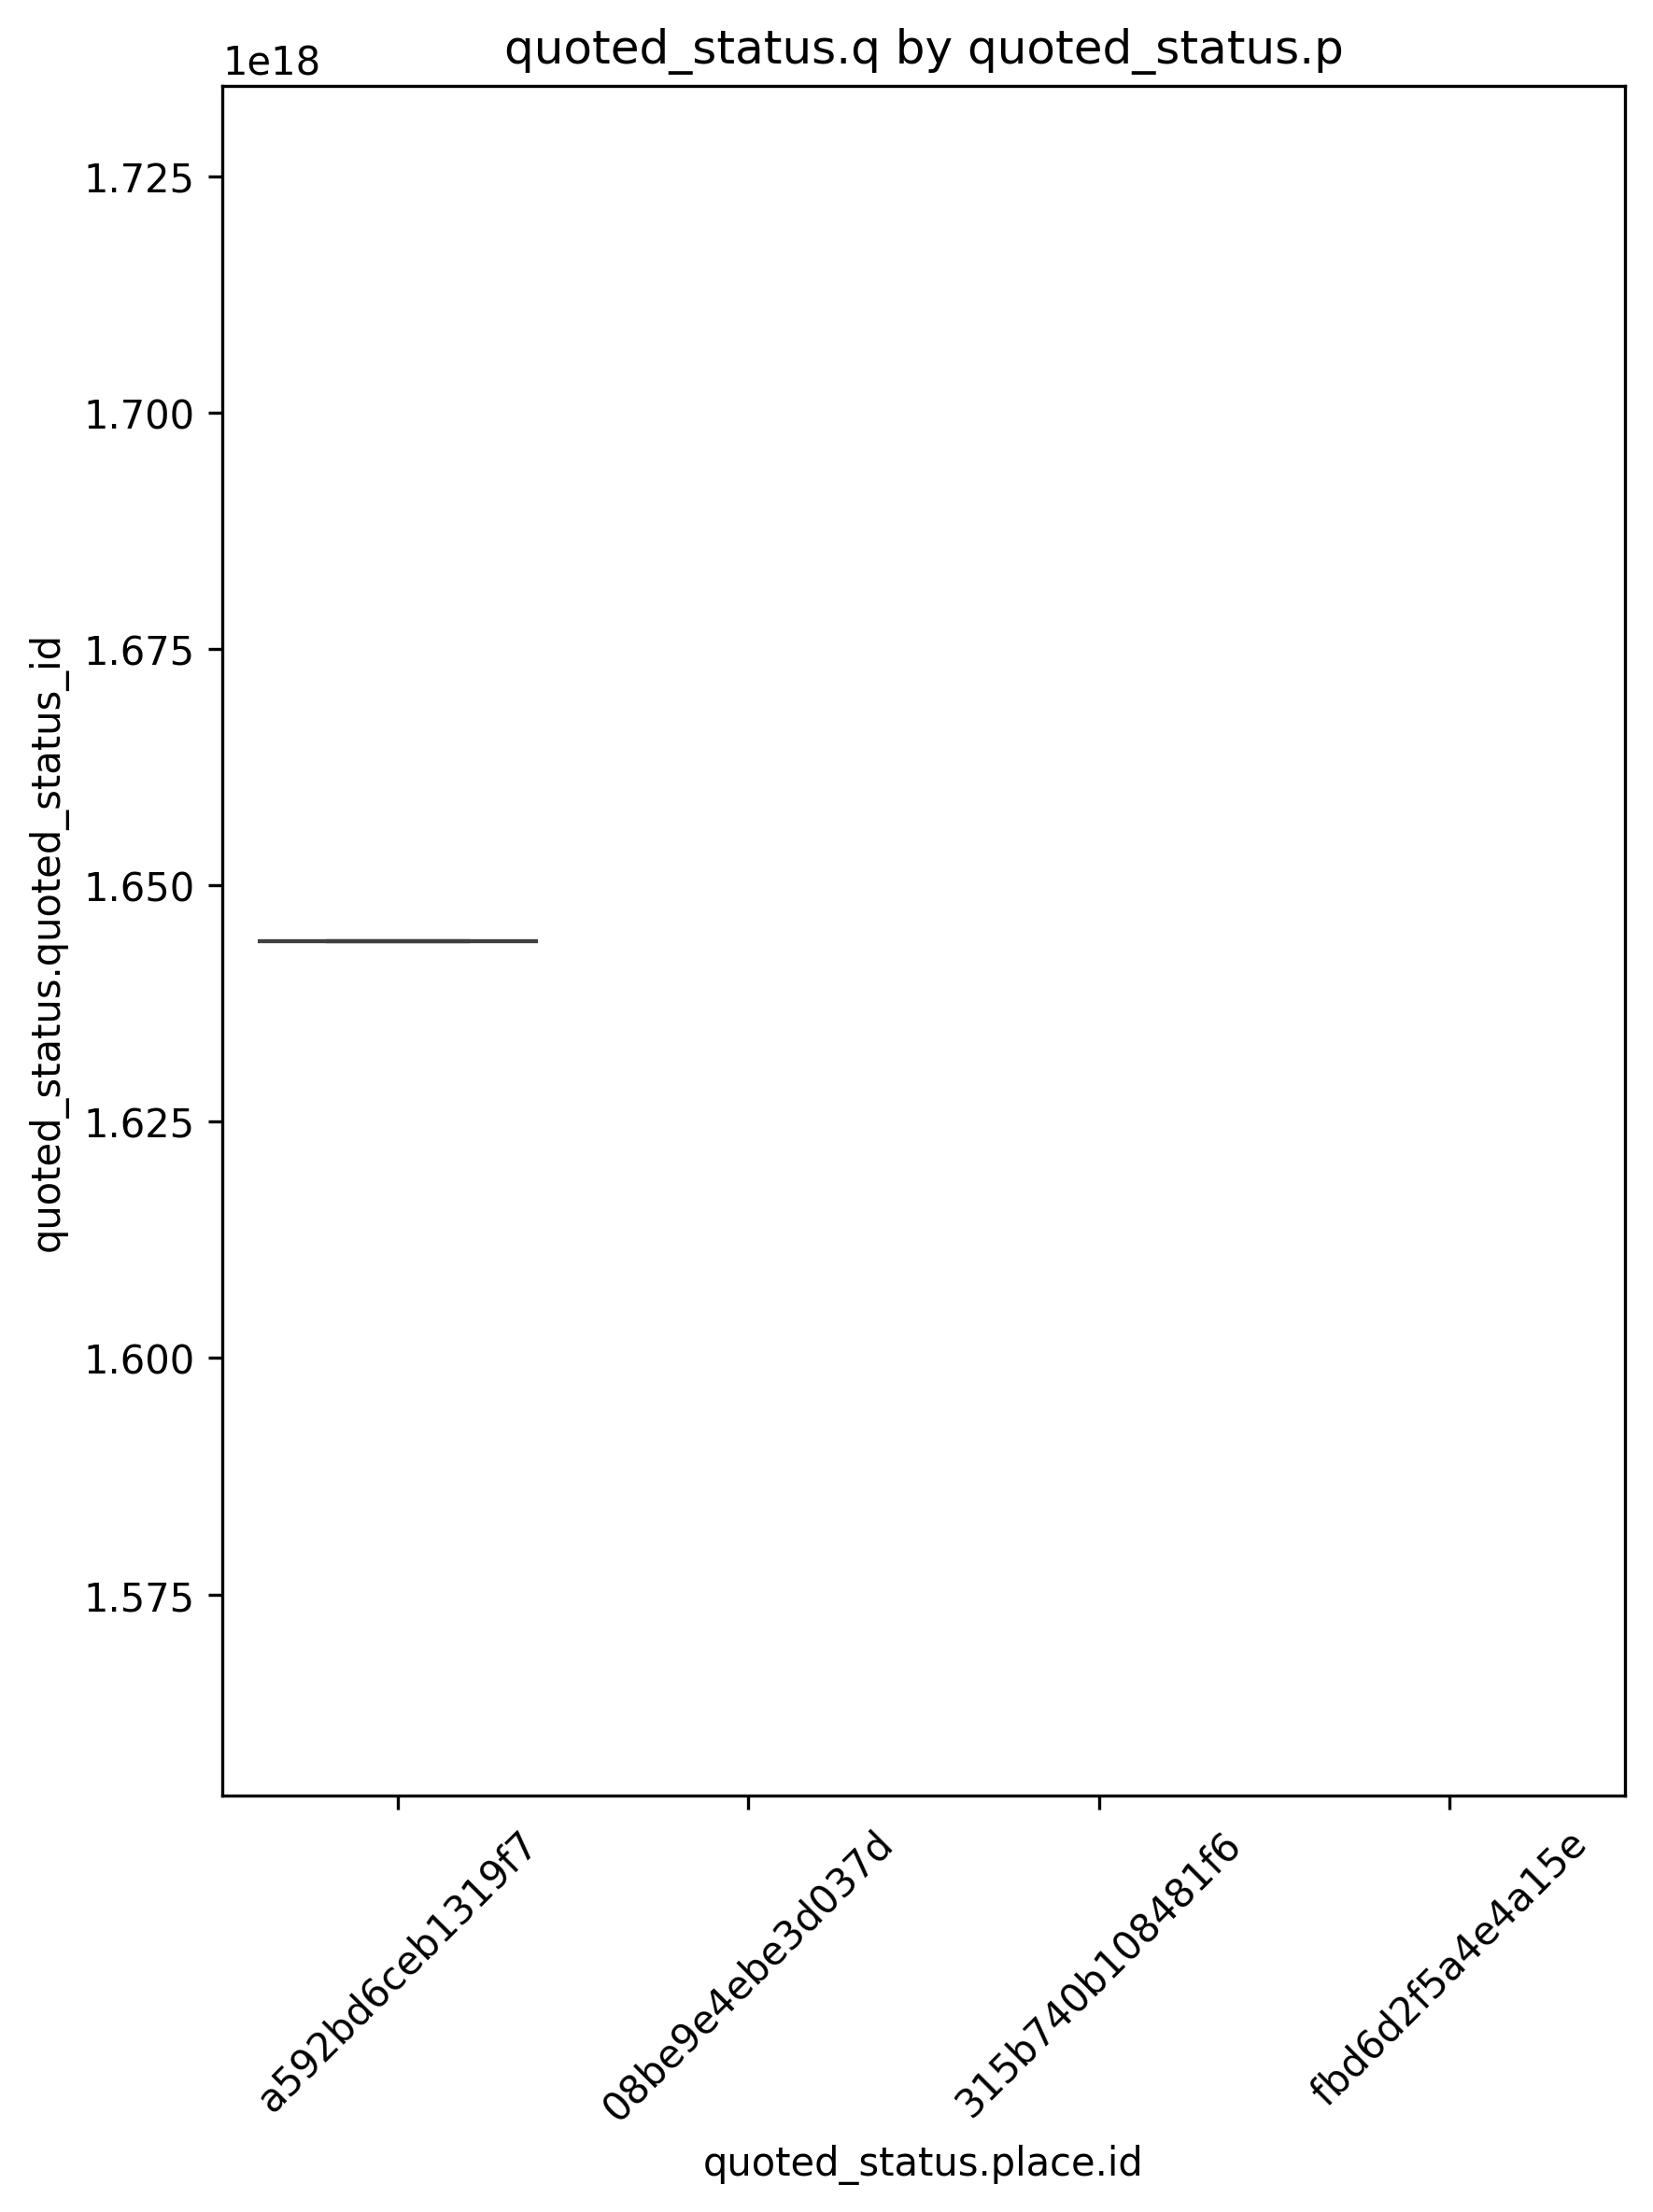 quoted_status.q by quoted_status.p
1e18
1.725
1.700
1.675
1.650
1.625
1.600
1.575
quoted_status.quoted_status_id
a592bd6ceb1319f7
08be9e4ebe3d037d
315b740b108481f6
fbd6d2f5a4e4a15e
quoted_status.place.id